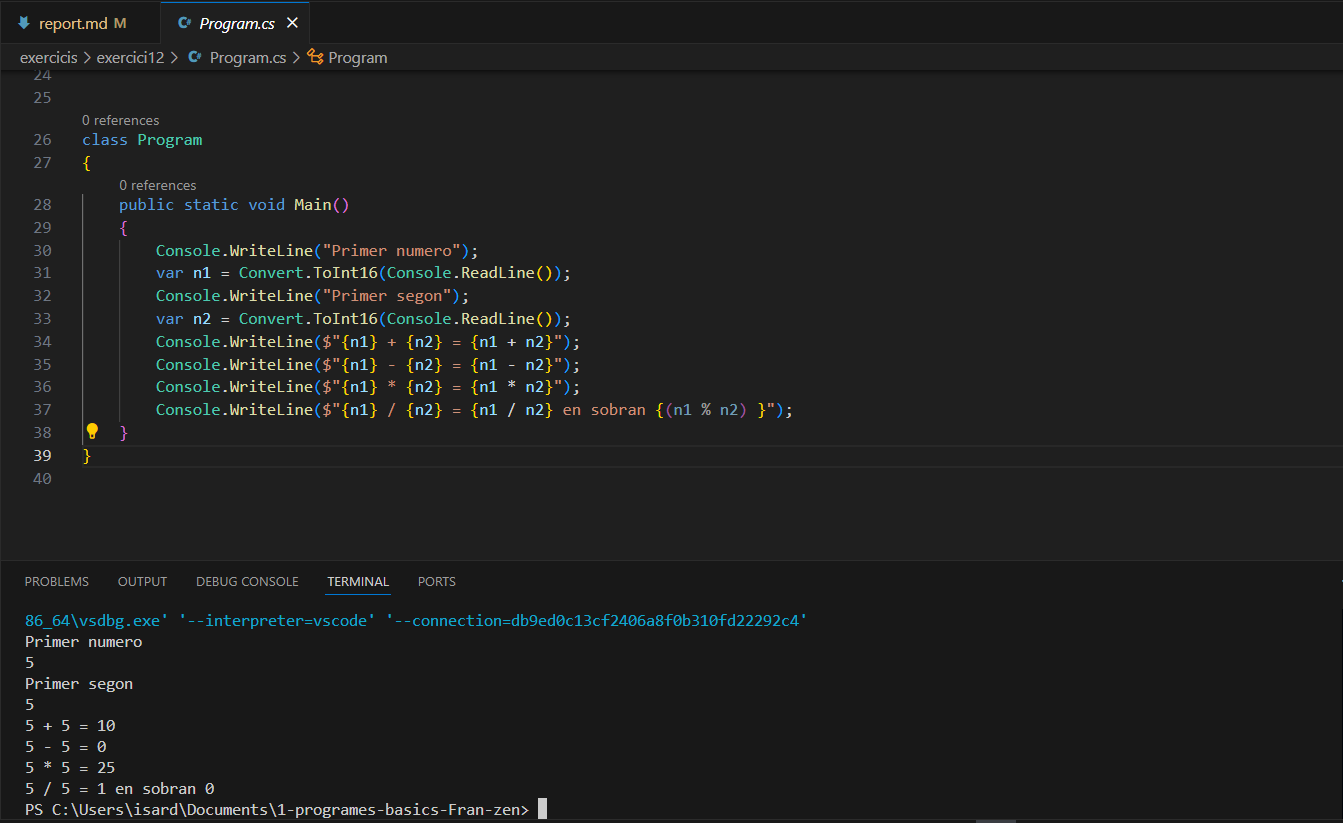 report.md M
C# Program.cs ×
exercicis > exercici12 > C# Program.cs > Program
24
25
0 references
26 class Program
27 {
0 references
28 public static void Main()
29 {
30 Console.WriteLine("Primer numero");
31 var n1 = Convert.ToInt16(Console.ReadLine());
32 Console.WriteLine("Primer segon");
33 var n2 = Convert.ToInt16(Console.ReadLine());
34 Console.WriteLine($"{n1} + {n2} = {n1 + n2}");
35 Console.WriteLine($"{n1} - {n2} = {n1 - n2}");
36 Console.WriteLine($"{n1} * {n2} = {n1 * n2}");
37 Console.WriteLine($"{n1} / {n2} = {n1 / n2} en sobran {(n1 % n2) }");
38 }
39 }
40
PROBLEMS OUTPUT DEBUG CONSOLE TERMINAL PORTS
86_64\vsdbg.exe' '--interpreter=vscode' '--connection=db9ed0c13cf2406a8f0b310fd22292c4'
Primer numero
5
Primer segon
5
5 + 5 = 10
5 - 5 = 0
5 * 5 = 25
5 / 5 = 1 en sobran 0
PS C:\Users\isard\Documents\1-programes-basics-Fran-zen>